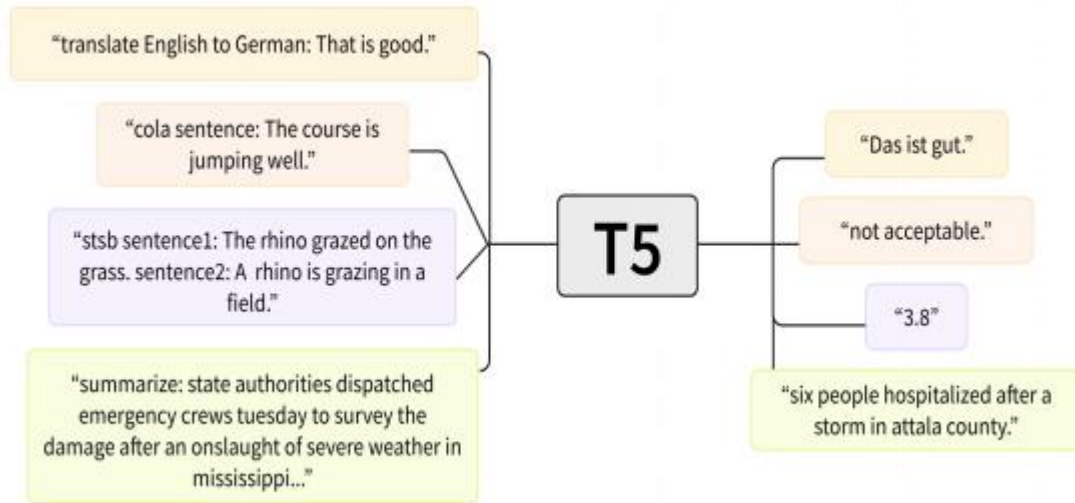 “translate English to German: That is good.”
“cola sentence: The course is
jumping well.”
“stsb sentence1: The rhino grazed on the
grass. sentence2: A rhino is grazing in a
field.”
“summarize: state authorities dispatched
emergency crews tuesday to survey the
damage after an onslaught of severe weather in
mississippi...”
T5
“Das ist gut.”
“not acceptable.”
“3.8”
“six people hospitalized after a
storm in attala county.”